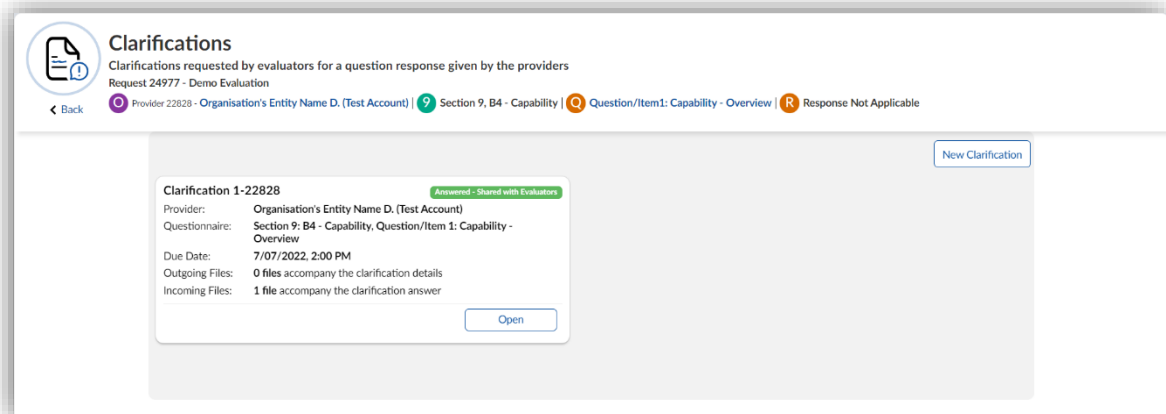 Clarifications
Clarifications requested by evaluators for a question response given by the providers
Request 24977 - Demo Evaluation
Back
O Provider 22828 - Organisation's Entity Name D. (Test Account) | 9 Section 9, B4 - Capability | Q Question/Item1: Capability - Overview | R Response Not Applicable
New Clarification
Clarification 1-22828 Answered - Shared with Evaluators
Provider: Organisation's Entity Name D. (Test Account)
Questionnaire: Section 9: B4 - Capability, Question/Item 1: Capability -
Overview
Due Date: 7/07/2022, 2:00 PM
Outgoing Files: 0 files accompany the clarification details
Incoming Files: 1 file accompany the clarification answer
Open